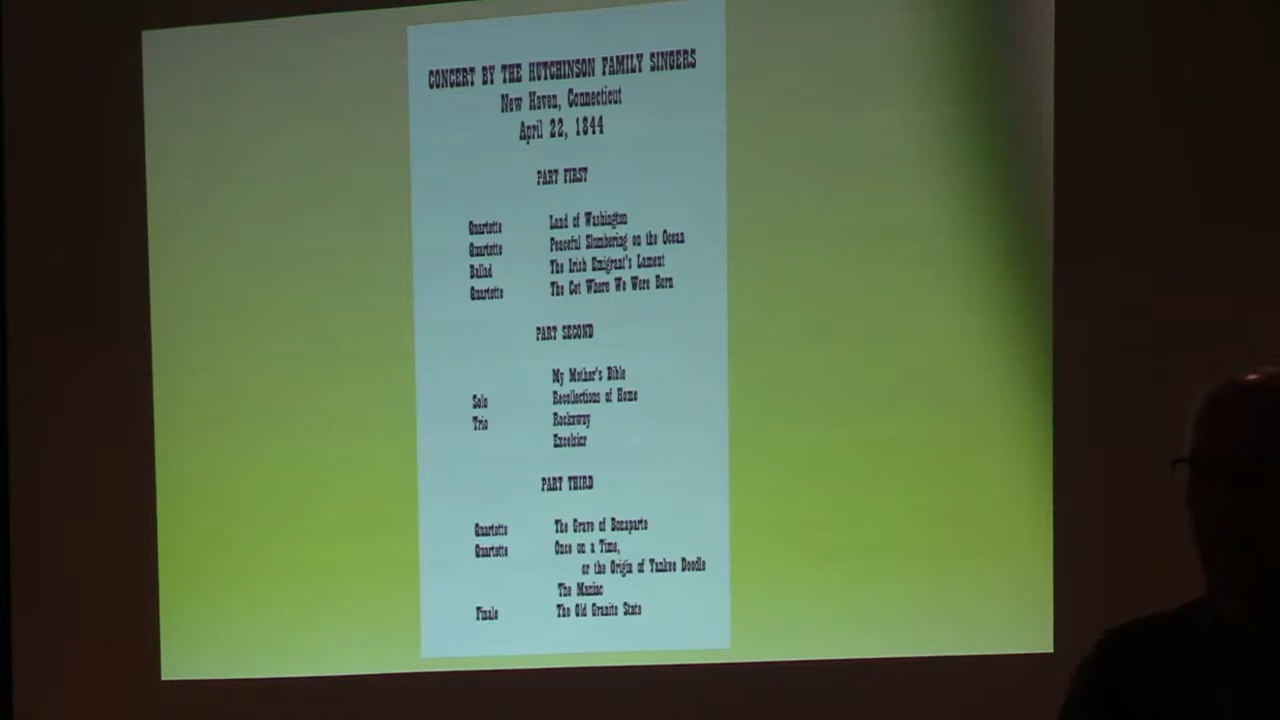 CONCERT BY THE HUTCHINSON FAMILY SINGERS
New Haven, Connecticut
April 22, 1844
PART FIRST
Quartette Land of Washington
Quartette Peaceful Slumbering on the Ocean
Ballad The Irish Emigrant's Lament
Quartette The Cot Where We Were Born
PART SECOND
My Mother's Bible
Solo Recollections of Home
Trio Rockaway
Excelsior
PART THIRD
Quartette The Grave of Bonaparte
Quartette Once on a Time,
or the Origin of Yankee Doodle
The Maniac
Finale The Old Granite State